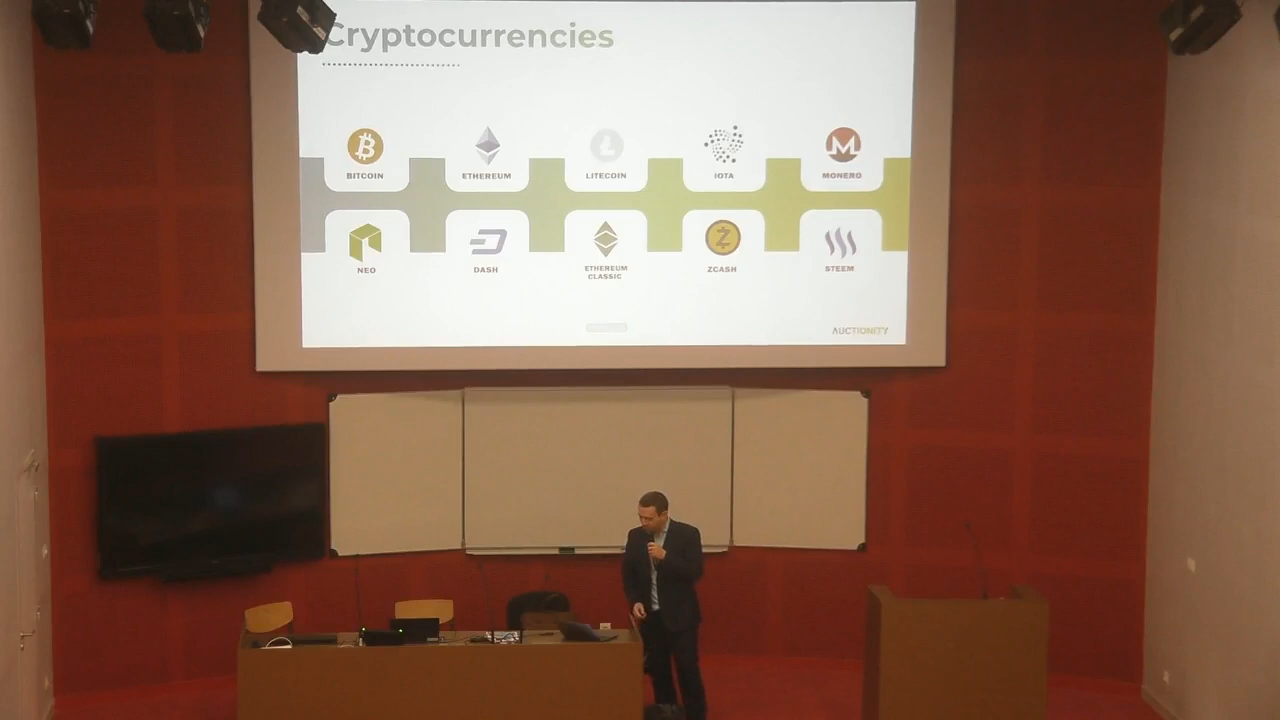 Cryptocurrencies
BITCOIN
ETHEREUM
LITECOIN
IOTA
MONERO
NEO
DASH
ETHEREUM
CLASSIC
ZCASH
STEEM
AUCTIONITY